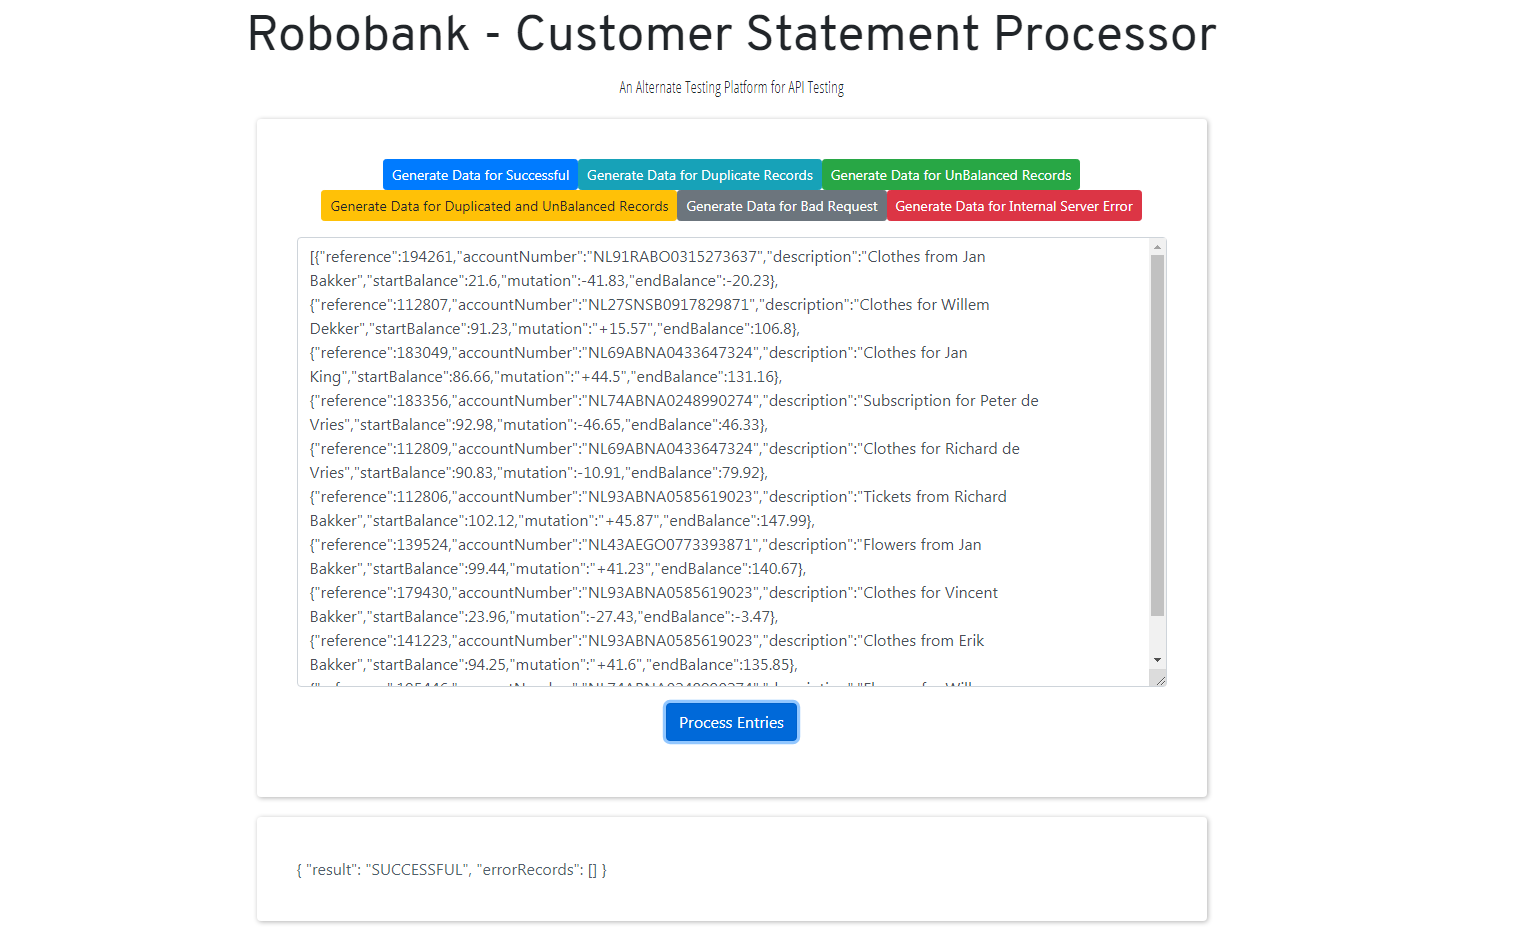 Robobank - Customer Statement Processor
An Alternate Testing Platform for API Testing
Generate Data for Successful Generate Data for Duplicate Records Generate Data for UnBalanced Records
Generate Data for Duplicated and UnBalanced Records Generate Data for Bad Request Generate Data for Internal Server Error
[{"reference":194261,"accountNumber":"NL91RABO0315273637","description":"Clothes from Jan
Bakker","startBalance":21.6,"mutation":-41.83,"endBalance":-20.23},
{"reference":112807,"accountNumber":"NL27SNSB0917829871","description":"Clothes for Willem
Dekker","startBalance":91.23,"mutation":"+15.57","endBalance":106.8},
{"reference":183049,"accountNumber":"NL69ABNA0433647324","description":"Clothes for Jan
King","startBalance":86.66,"mutation":"+44.5","endBalance":131.16},
{"reference":183356,"accountNumber":"NL74ABNA0248990274","description":"Subscription for Peter de
Vries","startBalance":92.98,"mutation":-46.65,"endBalance":46.33},
{"reference":112809,"accountNumber":"NL69ABNA0433647324","description":"Clothes for Richard de
Vries","startBalance":90.83,"mutation":-10.91,"endBalance":79.92},
{"reference":112806,"accountNumber":"NL93ABNA0585619023","description":"Tickets from Richard
Bakker","startBalance":102.12,"mutation":"+45.87","endBalance":147.99},
{"reference":139524,"accountNumber":"NL43AEGO0773393871","description":"Flowers from Jan
Bakker","startBalance":99.44,"mutation":"+41.23","endBalance":140.67},
{"reference":179430,"accountNumber":"NL93ABNA0585619023","description":"Clothes for Vincent
Bakker","startBalance":23.96,"mutation":-27.43,"endBalance":-3.47},
{"reference":141223,"accountNumber":"NL93ABNA0585619023","description":"Clothes from Erik
Bakker","startBalance":94.25,"mutation":"+41.6","endBalance":135.85},
Process Entries
{ "result": "SUCCESSFUL", "errorRecords": [] }